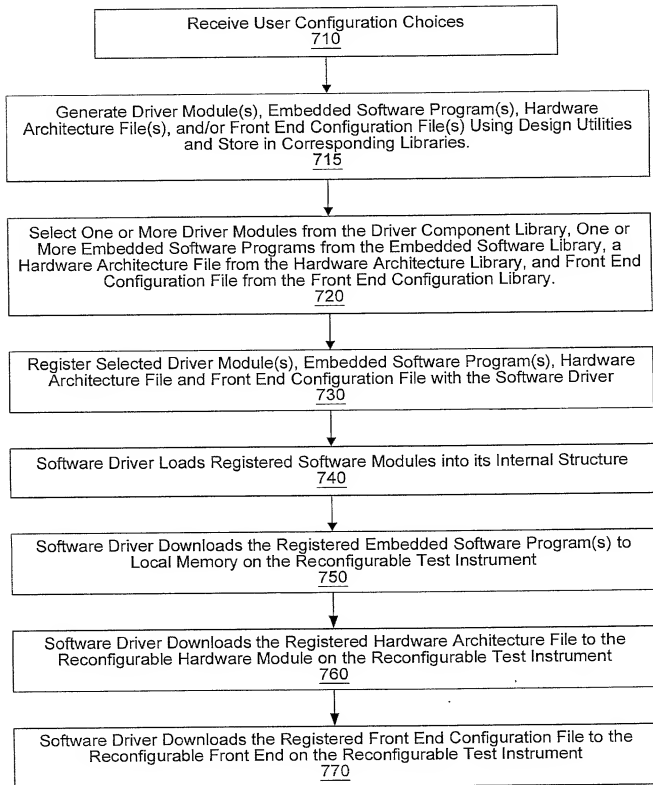 Receive User Configuration Choices
710
Generate Driver Module(s), Embedded Software Program(s), Hardware
Architecture File(s), and/or Front End Configuration File(s) Using Design Utilities
and Store in Corresponding Libraries.
715
Select One or More Driver Modules from the Driver Component Library, One or
More Embedded Software Programs from the Embedded Software Library, a
Hardware Architecture File from the Hardware Architecture Library, and Front End
Configuration File from the Front End Configuration Library.
720
Register Selected Driver Module(s), Embedded Software Program(s), Hardware
Architecture File and Front End Configuration File with the Software Driver
730
Software Driver Loads Registered Software Modules into its Internal Structure
740
Software Driver Downloads the Registered Embedded Software Program(s) to
Local Memory on the Reconfigurable Test Instrument
750
Software Driver Downloads the Registered Hardware Architecture File to the
Reconfigurable Hardware Module on the Reconfigurable Test Instrument
760
Software Driver Downloads the Registered Front End Configuration File to the
Reconfigurable Front End on the Reconfigurable Test Instrument
770